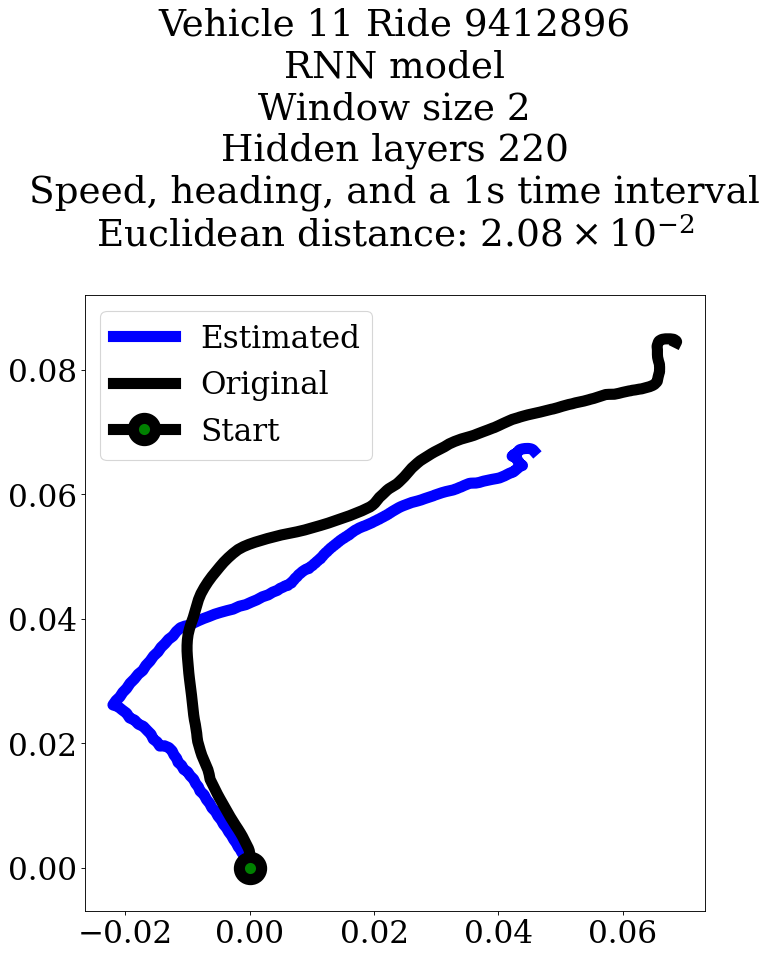 Vehicle 11 Ride 9412896
RNN model
Window size 2
Hidden layers 220
Speed, heading, and a 1s time interval
Euclidean distance: 2.08 × 10⁻²
Estimated
Original
Start
0.08
0.06
0.04
0.02
0.00
−0.02 0.00 0.02 0.04 0.06